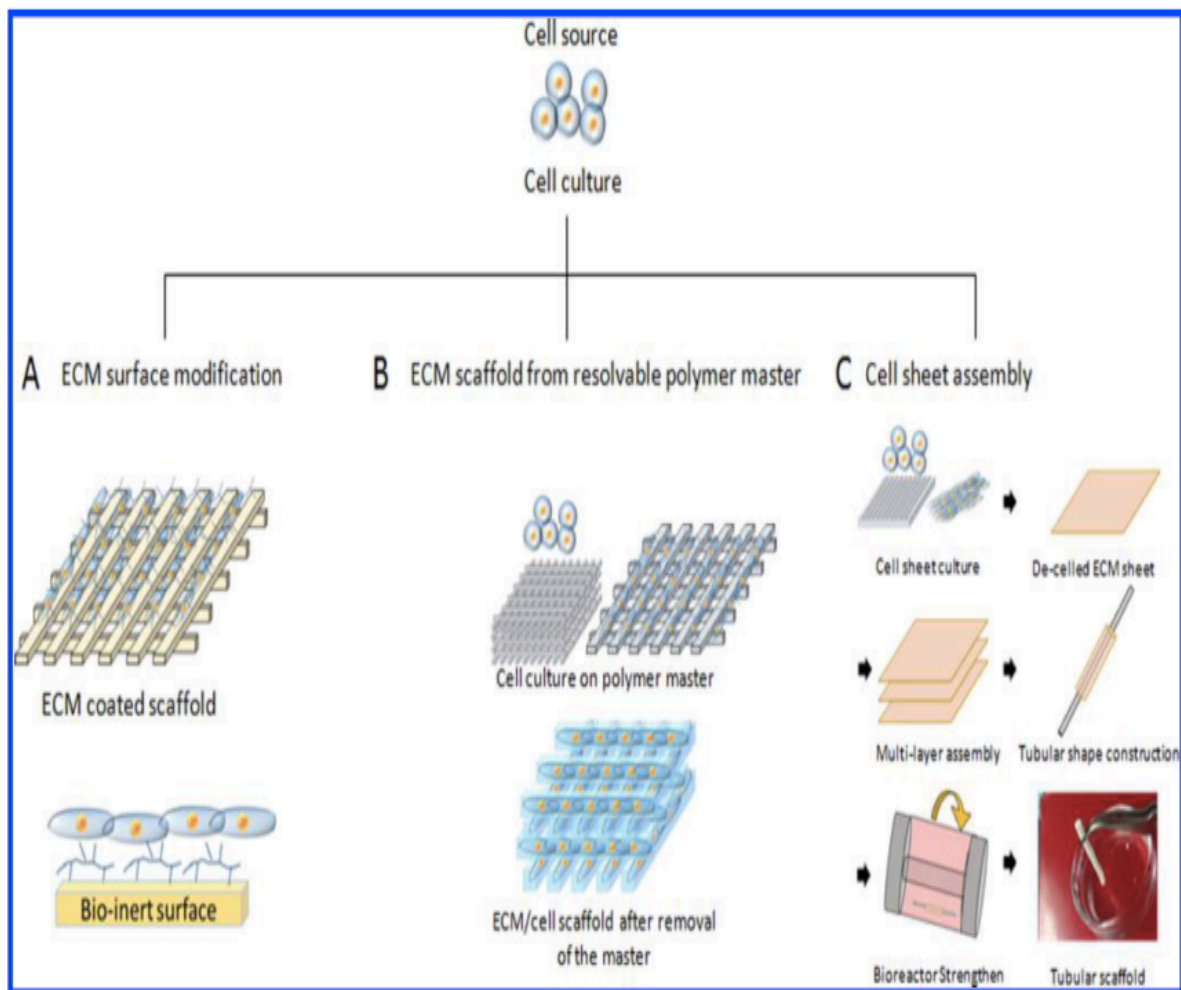 Cell source
Cell culture
A ECM surface modification
B ECM scaffold from resolvable polymer master
C Cell sheet assembly
ECM coated scaffold
Bio-inert surface
Cell culture on polymer master
ECM/cell scaffold after removal
of the master
Cell sheet culture
De-celled ECM sheet
Multi-layer assembly
Tubular shape construction
Bioreactor Strengthen
Tubular scaffold